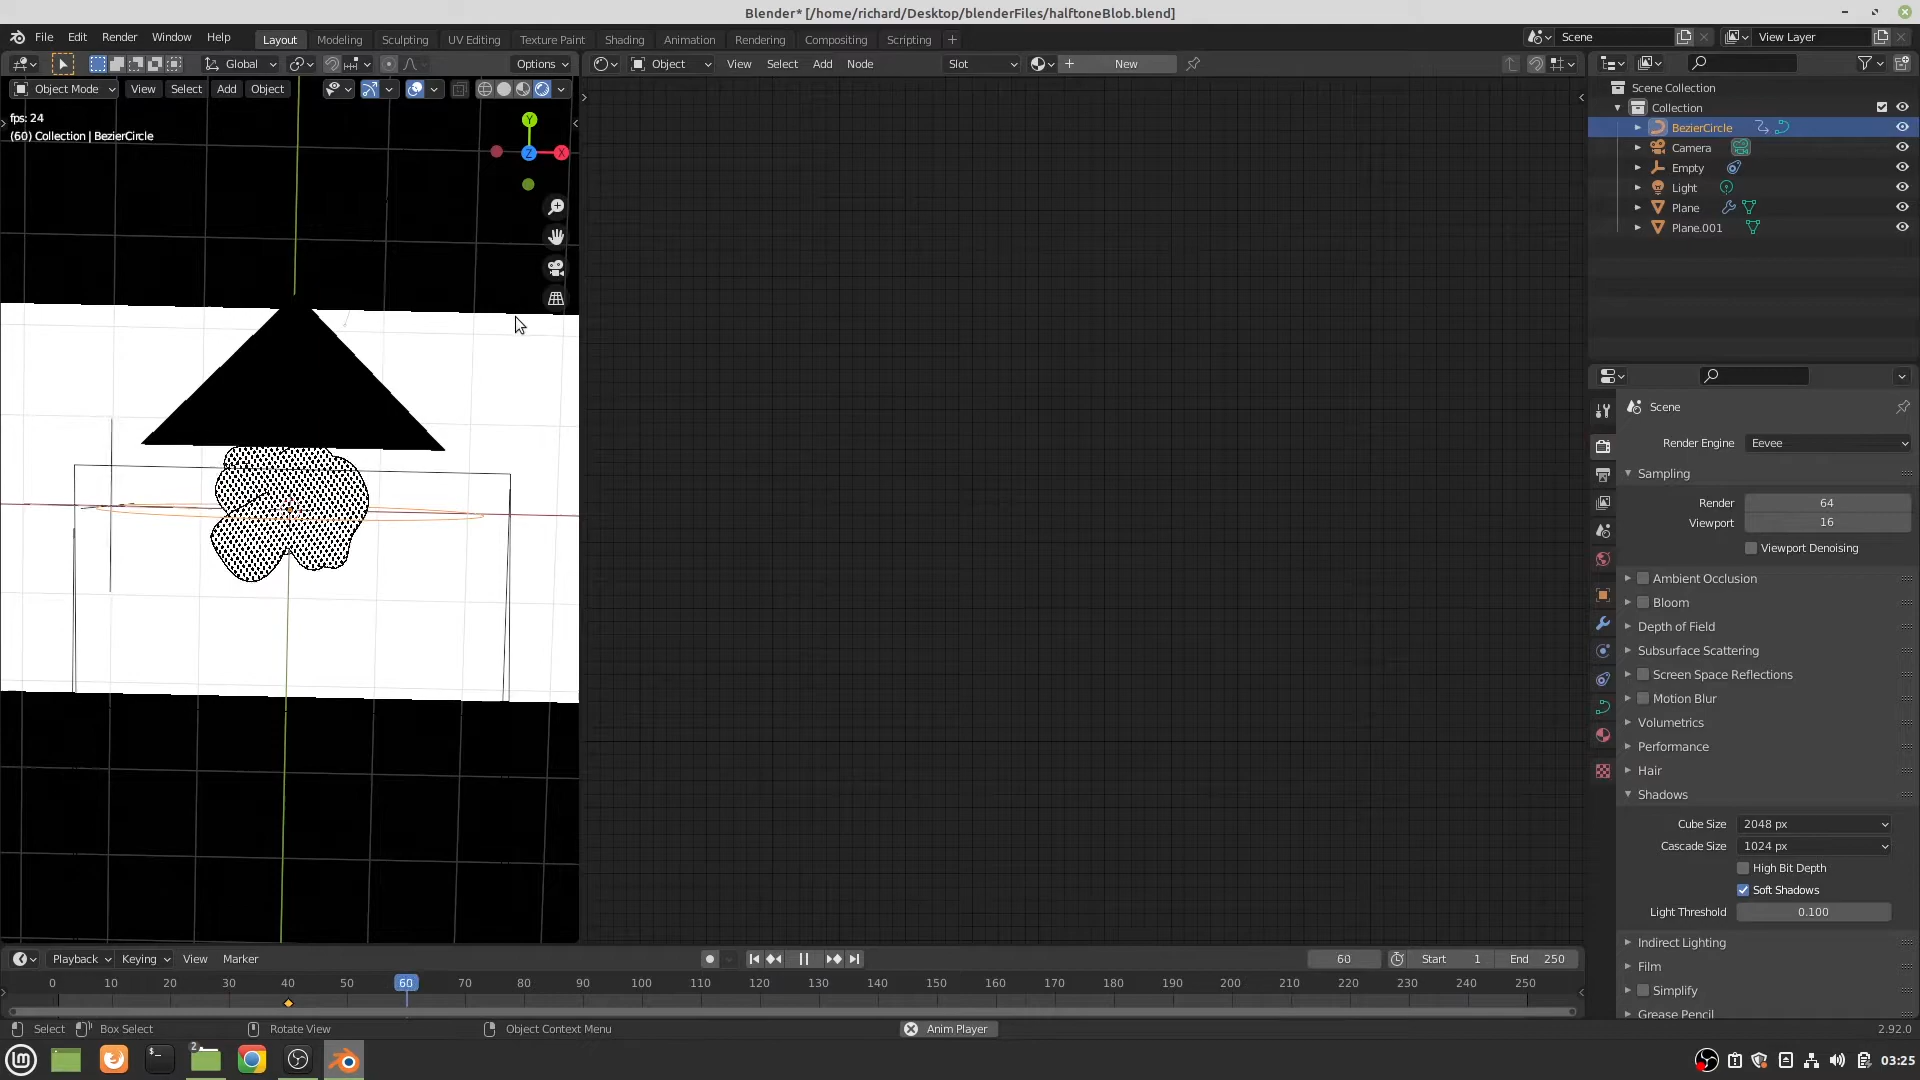 Blender* [/home/richard/Desktop/blenderFiles/halftoneBlob.blend]
File Edit Render Window Help Layout Modeling Sculpting UV Editing Texture Paint Shading Animation Rendering Compositing Scripting + Scene View Layer
Global Options Object View Select Add Node Slot New
Object Mode View Select Add Object
fps: 24
(60) Collection | BezierCircle
Y
Z X
Scene Collection
Collection
BezierCircle
Camera
Empty
Light
Plane
Plane.001
Scene
Render Engine Eevee
Sampling
Render 64
Viewport 16
Viewport Denoising
Ambient Occlusion
Bloom
Depth of Field
Subsurface Scattering
Screen Space Reflections
Motion Blur
Volumetrics
Performance
Hair
Shadows
Cube Size 2048 px
Cascade Size 1024 px
High Bit Depth
Soft Shadows
Light Threshold 0.100
Indirect Lighting
Film
Simplify
Grease Pencil
Playback Keying View Marker 60 Start 1 End 250
0 10 20 30 40 50 60 70 80 90 100 110 120 130 140 150 160 170 180 190 200 210 220 230 240 250
Select Box Select Rotate View Object Context Menu Anim Player 2.92.0
2
03:25